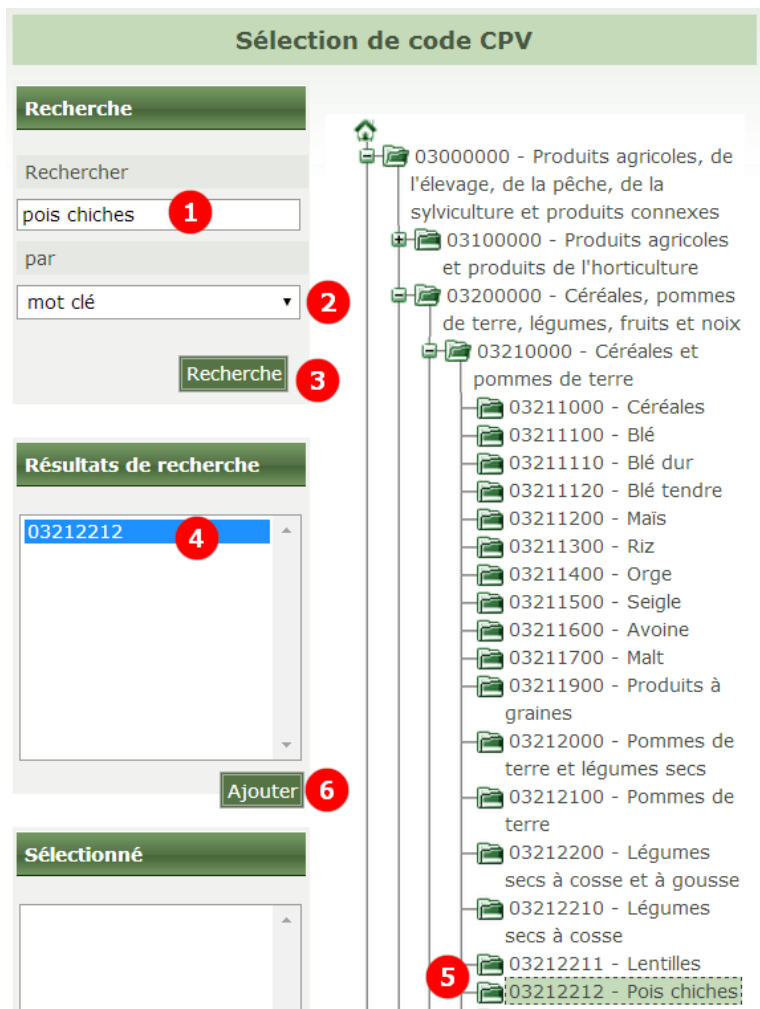 Sélection de code CPV
Recherche
Rechercher
pois chiches
1
par
mot clé
2
Recherche
3
Résultats de recherche
03212212
4
Ajouter
6
Sélectionné
03000000 - Produits agricoles, de
l'élevage, de la pêche, de la
sylviculture et produits connexes
03100000 - Produits agricoles
et produits de l'horticulture
03200000 - Céréales, pommes
de terre, légumes, fruits et noix
03210000 - Céréales et
pommes de terre
03211000 - Céréales
03211100 - Blé
03211110 - Blé dur
03211120 - Blé tendre
03211200 - Maïs
03211300 - Riz
03211400 - Orge
03211500 - Seigle
03211600 - Avoine
03211700 - Malt
03211900 - Produits à
graines
03212000 - Pommes de
terre et légumes secs
03212100 - Pommes de
terre
03212200 - Légumes
secs à cosse et à gousse
03212210 - Légumes
secs à cosse
03212211 - Lentilles
5
03212212 - Pois chiches